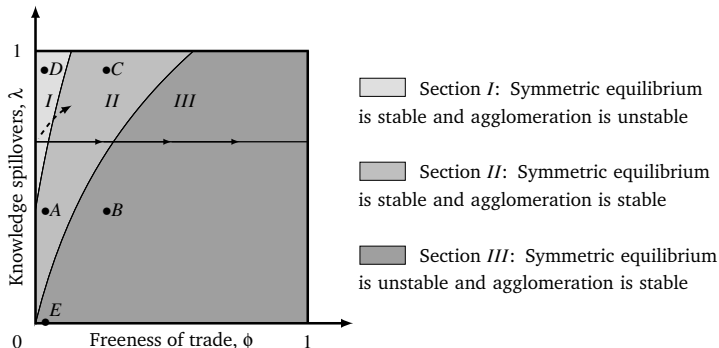 1
D
C
I
II
III
A
B
E
0
Freeness of trade, ϕ
1
Knowledge spillovers, λ
Section I: Symmetric equilibrium
is stable and agglomeration is unstable
Section II: Symmetric equilibrium
is stable and agglomeration is stable
Section III: Symmetric equilibrium
is unstable and agglomeration is stable